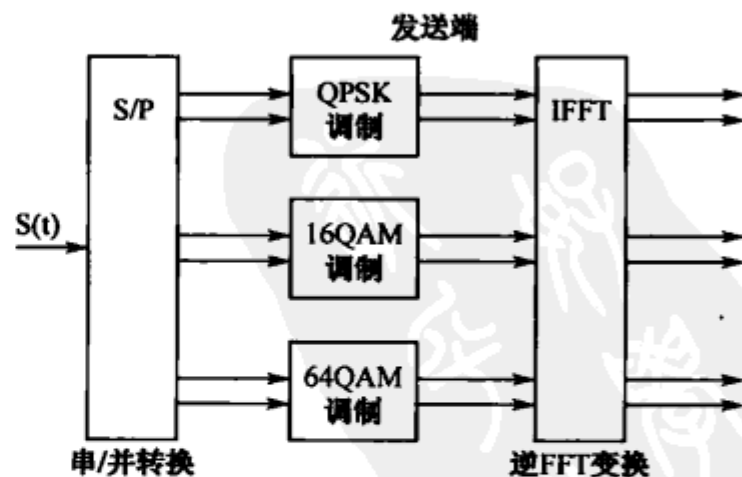 发送端
S/P
QPSK
调制
IFFT
S(t)
16QAM
调制
64QAM
调制
串/并转换
逆FFT变换